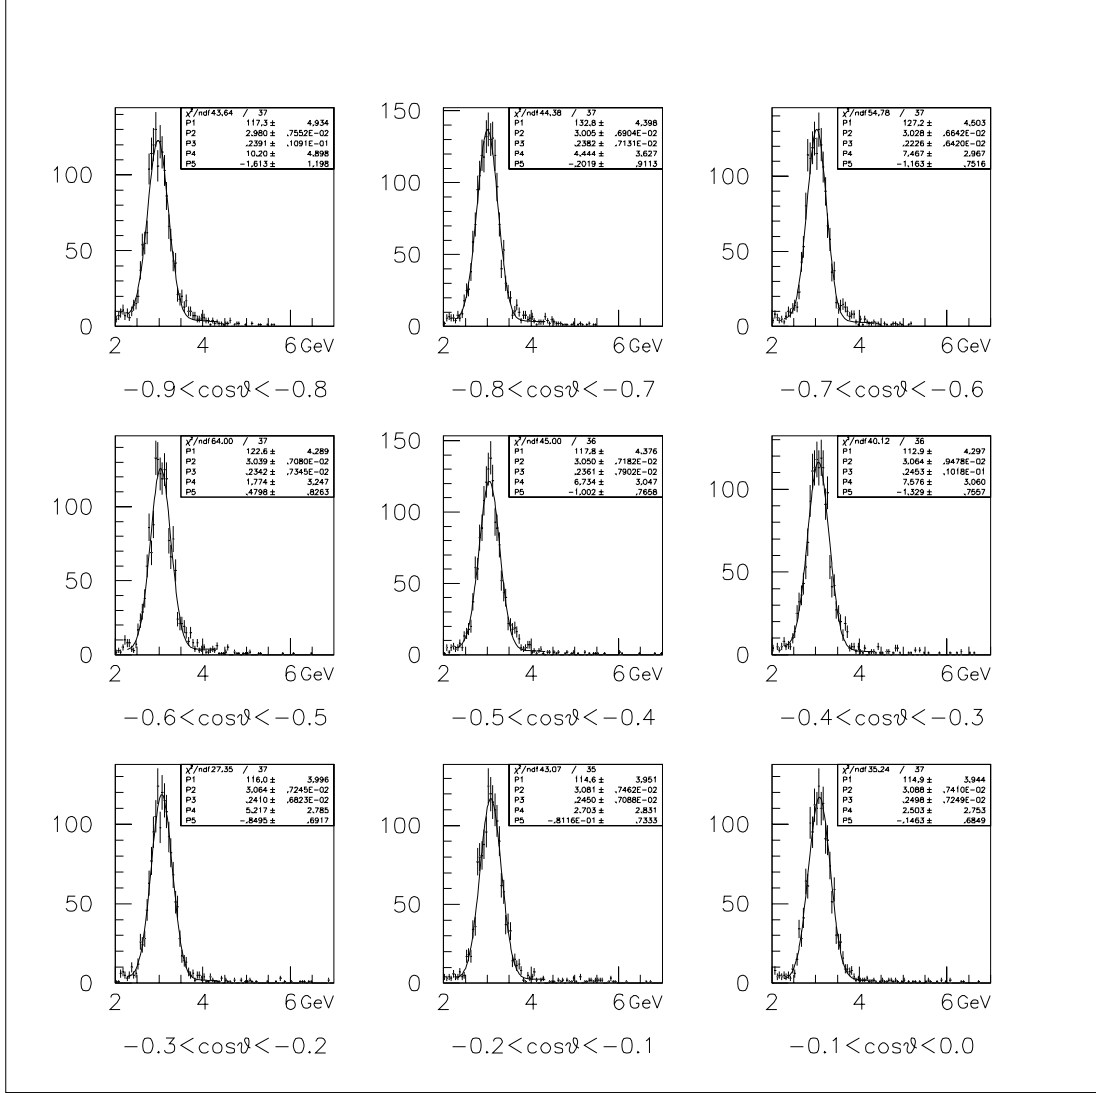 χ²/ndf 43.64 / 37
P1 117.3 ± 4.934
P2 2.980 ± .7552E-02
P3 .2391 ± .1091E-01
P4 10.20 ± 4.898
P5 -1.613 ± 1.198
100
50
0
2 4 6 GeV
−0.9<cosϑ<−0.8
χ²/ndf 44.38 / 37
P1 132.8 ± 4.398
P2 3.005 ± .6904E-02
P3 .2382 ± .7131E-02
P4 4.444 ± 3.627
P5 -.2019 ± .9113
150
100
50
0
2 4 6 GeV
−0.8<cosϑ<−0.7
χ²/ndf 54.78 / 37
P1 127.2 ± 4.503
P2 3.028 ± .6642E-02
P3 .2226 ± .6420E-02
P4 7.467 ± 2.967
P5 -1.163 ± .7516
100
50
0
2 4 6 GeV
−0.7<cosϑ<−0.6
χ²/ndf 64.00 / 37
P1 122.6 ± 4.289
P2 3.039 ± .7080E-02
P3 .2342 ± .7345E-02
P4 1.774 ± 3.247
P5 .4798 ± .8263
100
50
0
2 4 6 GeV
−0.6<cosϑ<−0.5
χ²/ndf 45.00 / 36
P1 117.8 ± 4.376
P2 3.050 ± .7182E-02
P3 .2361 ± .7902E-02
P4 6.734 ± 3.047
P5 -1.002 ± .7658
150
100
50
0
2 4 6 GeV
−0.5<cosϑ<−0.4
χ²/ndf 40.12 / 36
P1 112.9 ± 4.297
P2 3.064 ± .9478E-02
P3 .2453 ± .1018E-01
P4 7.576 ± 3.060
P5 -1.329 ± .7557
100
50
0
2 4 6 GeV
−0.4<cosϑ<−0.3
χ²/ndf 27.35 / 37
P1 116.0 ± 3.996
P2 3.064 ± .7245E-02
P3 .2410 ± .6823E-02
P4 5.217 ± 2.785
P5 -.8495 ± .6917
100
50
0
2 4 6 GeV
−0.3<cosϑ<−0.2
χ²/ndf 43.07 / 35
P1 114.6 ± 3.951
P2 3.081 ± .7462E-02
P3 .2450 ± .7088E-02
P4 2.703 ± 2.831
P5 -.8116E-01 ± .7333
100
50
0
2 4 6 GeV
−0.2<cosϑ<−0.1
χ²/ndf 35.24 / 37
P1 114.9 ± 3.944
P2 3.088 ± .7410E-02
P3 .2498 ± .7249E-02
P4 2.503 ± 2.753
P5 -.1463 ± .6849
100
50
0
2 4 6 GeV
−0.1<cosϑ<0.0